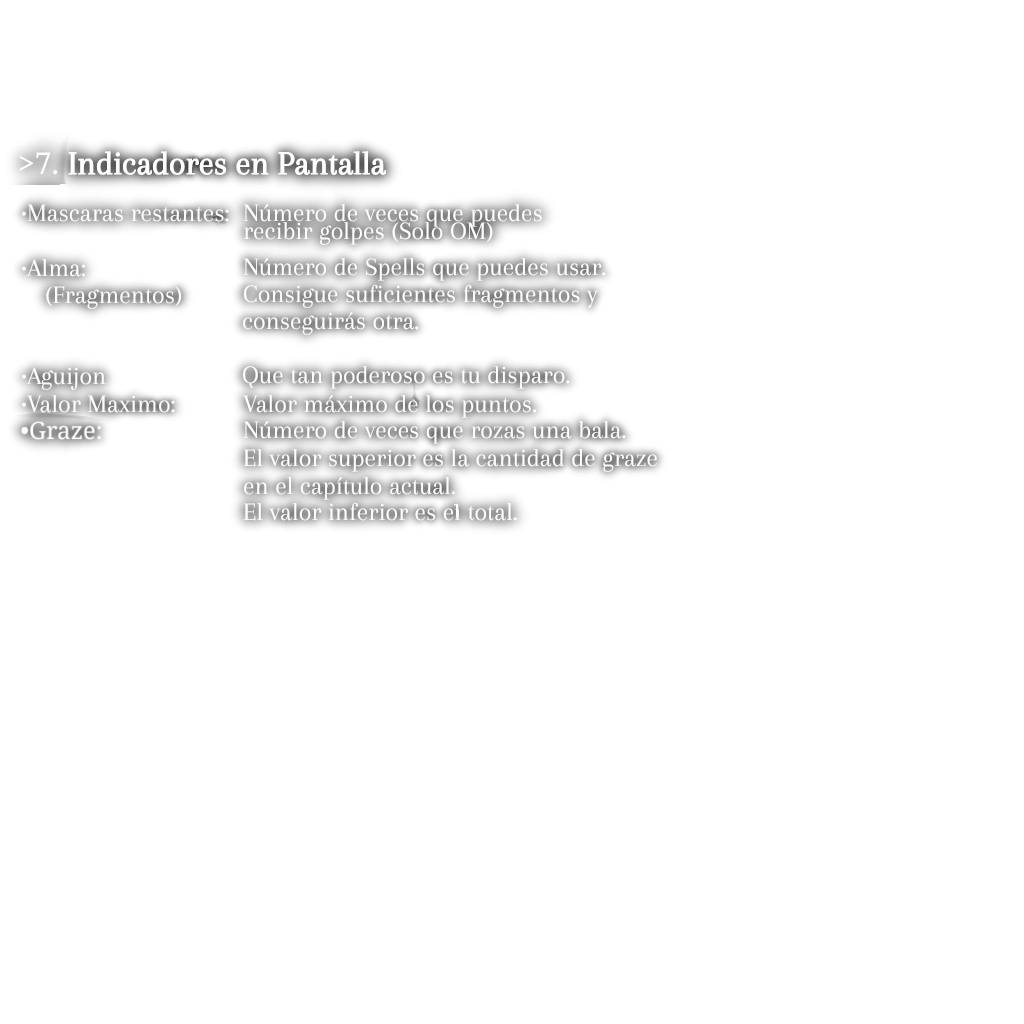 >7. Indicadores en Pantalla
·Mascaras restantes: Número de veces que puedes
recibir golpes (Solo OM)
·Alma: Número de Spells que puedes usar.
(Fragmentos) Consigue suficientes fragmentos y
conseguirás otra.
·Aguijon Que tan poderoso es tu disparo.
·Valor Maximo: Valor máximo de los puntos.
•Graze: Número de veces que rozas una bala.
El valor superior es la cantidad de graze
en el capítulo actual.
El valor inferior es el total.